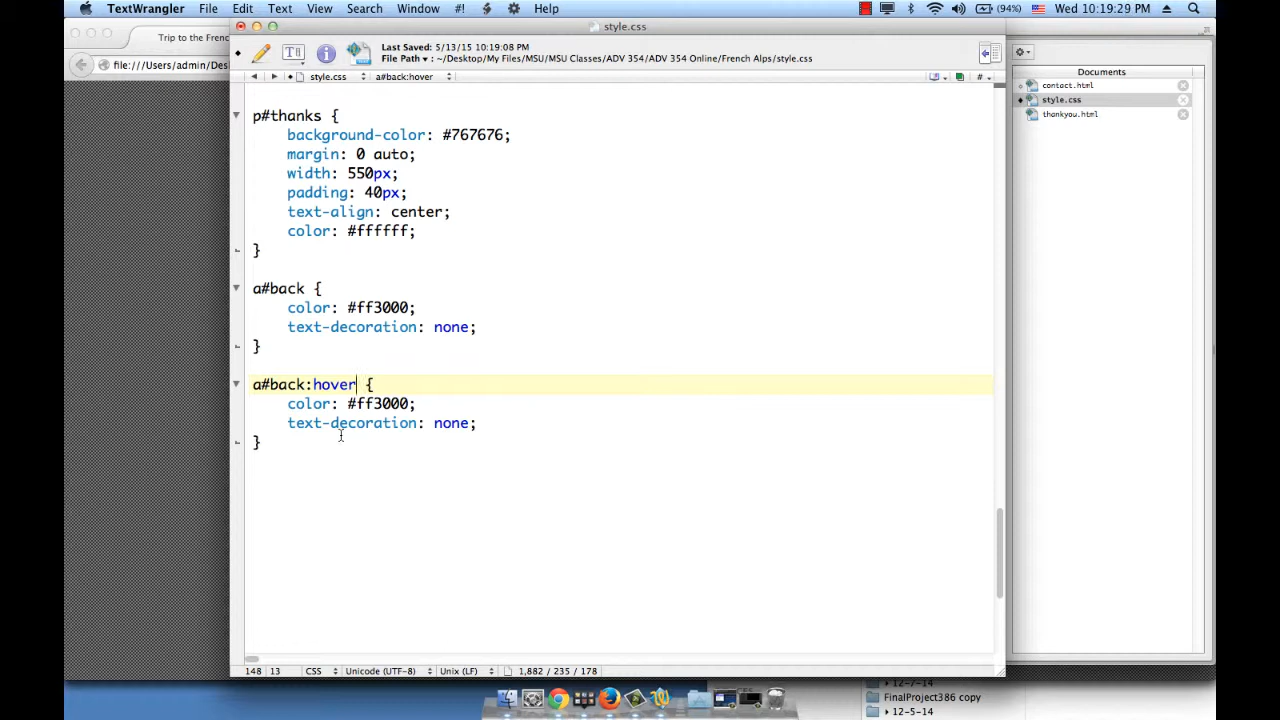 TextWrangler File Edit Text View Search Window #! Help (94%) Wed 10:19:29 PM
style.css
Trip to the Frenc
file:///Users/admin/Des
Last Saved: 5/13/15 10:19:08 PM
File Path ▾ : ~/Desktop/My Files/MSU/MSU Classes/ADV 354/ADV 354 Online/French Alps/style.css
style.css a#back:hover #
Documents
contact.html
style.css
thankyou.html
p#thanks {
background-color: #767676;
margin: 0 auto;
width: 550px;
padding: 40px;
text-align: center;
color: #ffffff;
}
a#back {
color: #ff3000;
text-decoration: none;
}
a#back:hover {
color: #ff3000;
text-decoration: none;
}
148 13 CSS Unicode (UTF-8) Unix (LF) 1,882 / 235 / 178
12-7-14
FinalProject386 copy
12-5-14